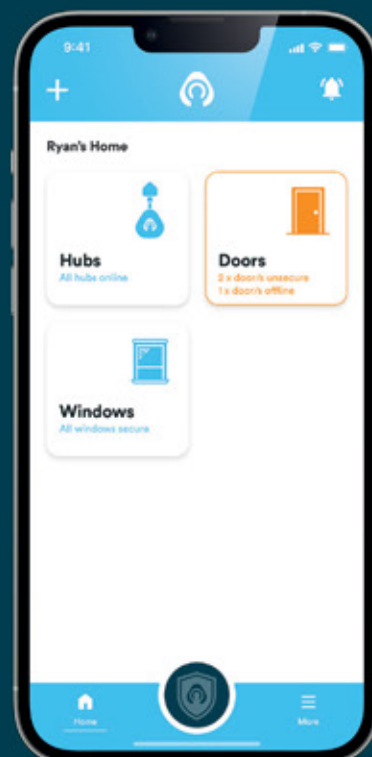 9:41
Ryan's Home
Hubs
All hubs online
Doors
2 x door/s unsecure
1 x door/s offline
Windows
All windows secure
Home
More